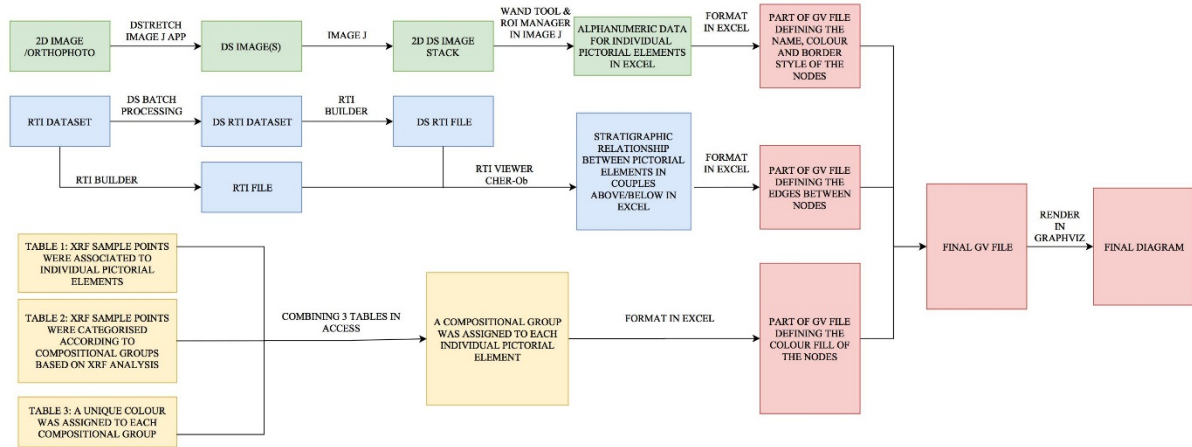 2D IMAGE
/ORTHOPHOTO
DSTRETCH
IMAGE J APP
DS IMAGE(S)
IMAGE J
2D DS IMAGE
STACK
WAND TOOL &
ROI MANAGER
IN IMAGE J
ALPHANUMERIC DATA
FOR INDIVIDUAL
PICTORIAL ELEMENTS
IN EXCEL
FORMAT
IN EXCEL
PART OF GV FILE
DEFINING THE
NAME, COLOUR
AND BORDER
STYLE OF THE
NODES
RTI DATASET
DS BATCH
PROCESSING
DS RTI DATASET
RTI
BUILDER
DS RTI FILE
RTI BUILDER
RTI FILE
RTI VIEWER
CHER-Ob
STRATIGRAPHIC
RELATIONSHIP
BETWEEN PICTORIAL
ELEMENTS IN
COUPLES
ABOVE/BELOW IN
EXCEL
FORMAT
IN EXCEL
PART OF GV FILE
DEFINING THE
EDGES BETWEEN
NODES
TABLE 1: XRF SAMPLE POINTS
WERE ASSOCIATED TO
INDIVIDUAL PICTORIAL
ELEMENTS
TABLE 2: XRF SAMPLE POINTS
WERE CATEGORISED
ACCORDING TO
COMPOSITIONAL GROUPS
BASED ON XRF ANALYSIS
TABLE 3: A UNIQUE COLOUR
WAS ASSIGNED TO EACH
COMPOSITIONAL GROUP
COMBINING 3 TABLES IN
ACCESS
A COMPOSITIONAL GROUP
WAS ASSIGNED TO EACH
INDIVIDUAL PICTORIAL
ELEMENT
FORMAT IN EXCEL
PART OF GV FILE
DEFINING THE
COLOUR FILL OF
THE NODES
FINAL GV FILE
RENDER
IN
GRAPHVIZ
FINAL DIAGRAM